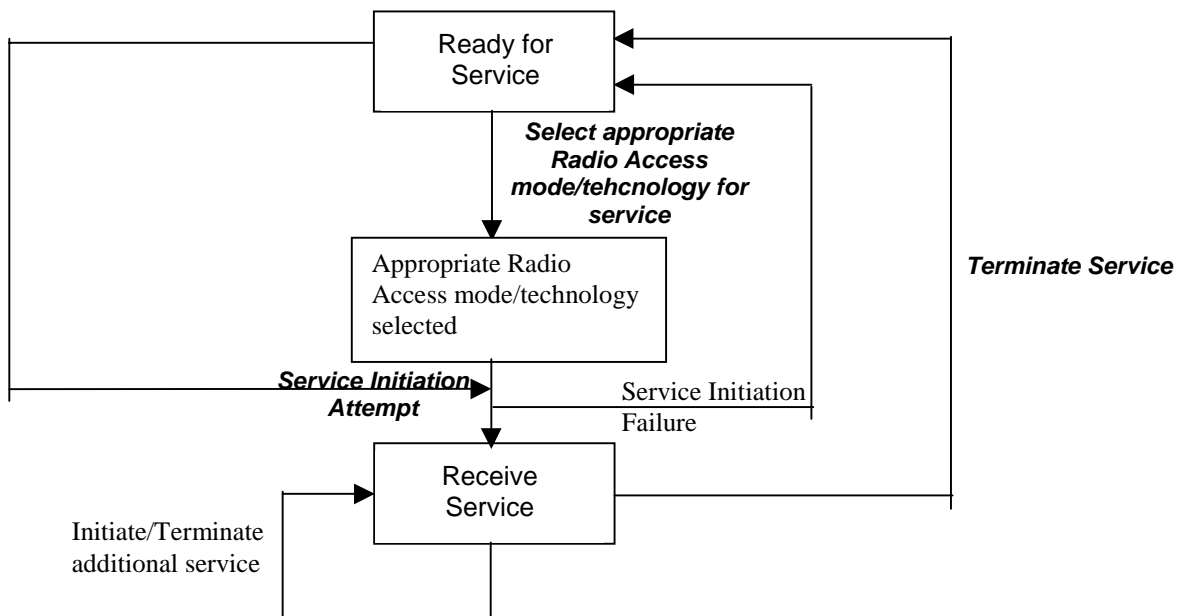 Ready for
Service
Select appropriate
Radio Access
mode/tehcnology for
service
Appropriate Radio
Access mode/technology
selected
Terminate Service
Service Initiation
Attempt
Service Initiation
Failure
Receive
Service
Initiate/Terminate
additional service